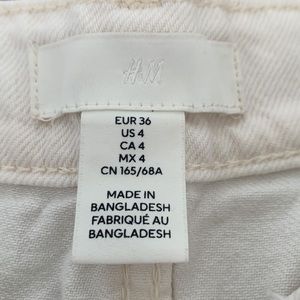 H&M
EUR 36
US 4
CA 4
MX 4
CN 165/68A
MADE IN
BANGLADESH
FABRIQUÉ AU
BANGLADESH